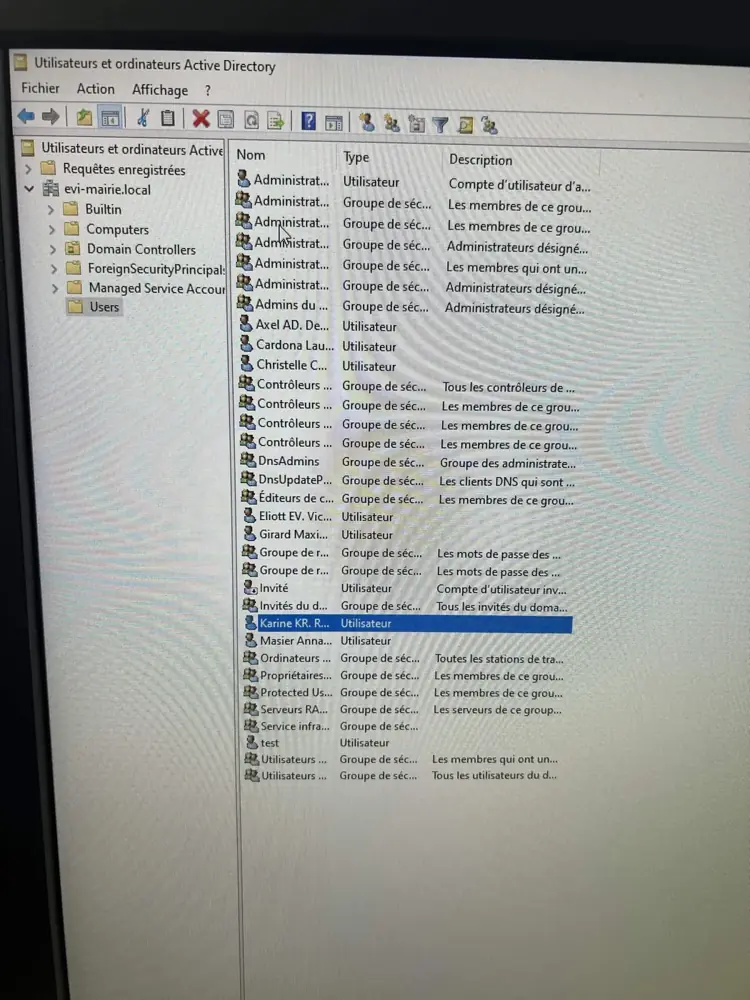 Utilisateurs et ordinateurs Active Directory
Fichier Action Affichage ?
Utilisateurs et ordinateurs Active
Requêtes enregistrées
evi-mairie.local
Builtin
Computers
Domain Controllers
ForeignSecurityPrincipals
Managed Service Accour
Users
Nom Type Description
Administrat... Utilisateur Compte d'utilisateur d'a...
Administrat... Groupe de séc... Les membres de ce grou...
Administrat... Groupe de séc... Les membres de ce grou...
Administrat... Groupe de séc... Administrateurs désigné...
Administrat... Groupe de séc... Les membres qui ont un...
Administrat... Groupe de séc... Administrateurs désigné...
Admins du ... Groupe de séc... Administrateurs désigné...
Axel AD. De... Utilisateur
Cardona Lau... Utilisateur
Christelle C... Utilisateur
Contrôleurs ... Groupe de séc... Tous les contrôleurs de ...
Contrôleurs ... Groupe de séc... Les membres de ce grou...
Contrôleurs ... Groupe de séc... Les membres de ce grou...
Contrôleurs ... Groupe de séc... Les membres de ce grou...
DnsAdmins Groupe de séc... Groupe des administrate...
DnsUpdateP... Groupe de séc... Les clients DNS qui sont ...
Éditeurs de c... Groupe de séc... Les membres de ce grou...
Eliott EV. Vic... Utilisateur
Girard Maxi... Utilisateur
Groupe de r... Groupe de séc... Les mots de passe des ...
Groupe de r... Groupe de séc... Les mots de passe des ...
Invité Utilisateur Compte d'utilisateur inv...
Invités du d... Groupe de séc... Tous les invités du doma...
Karine KR. R... Utilisateur
Masier Anna... Utilisateur
Ordinateurs ... Groupe de séc... Toutes les stations de tra...
Propriétaires... Groupe de séc... Les membres de ce grou...
Protected Us... Groupe de séc... Les membres de ce grou...
Serveurs RA... Groupe de séc... Les serveurs de ce group...
Service infra... Groupe de séc...
test Utilisateur
Utilisateurs ... Groupe de séc... Les membres qui ont un...
Utilisateurs ... Groupe de séc... Tous les utilisateurs du d...